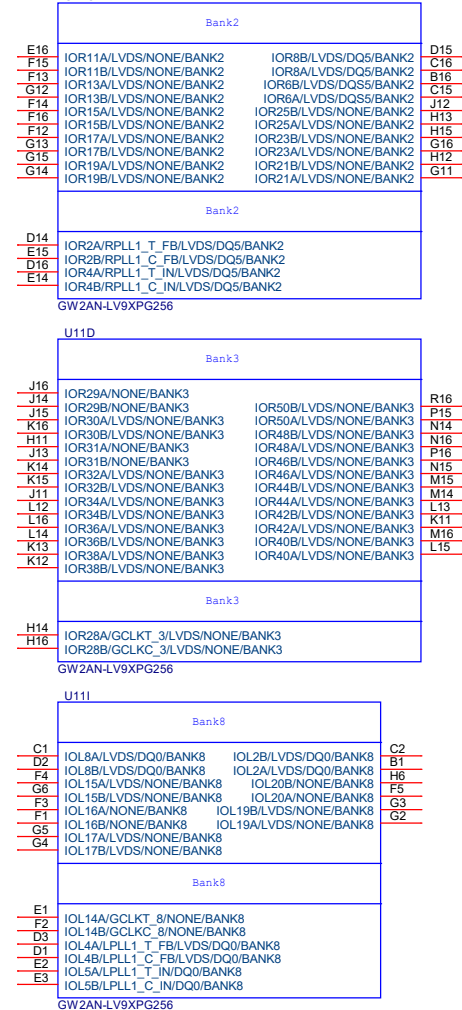 Bank2
E16 IOR11A/LVDS/NONE/BANK2 IOR8B/LVDS/DQ5/BANK2 D15
F15 IOR11B/LVDS/NONE/BANK2 IOR8A/LVDS/DQ5/BANK2 C16
F13 IOR13A/LVDS/NONE/BANK2 IOR6B/LVDS/DQS5/BANK2 B16
G12 IOR13B/LVDS/NONE/BANK2 IOR6A/LVDS/DQS5/BANK2 C15
F14 IOR15A/LVDS/NONE/BANK2 IOR25B/LVDS/NONE/BANK2 J12
F16 IOR15B/LVDS/NONE/BANK2 IOR25A/LVDS/NONE/BANK2 H13
F12 IOR17A/LVDS/NONE/BANK2 IOR23B/LVDS/NONE/BANK2 H15
G13 IOR17B/LVDS/NONE/BANK2 IOR23A/LVDS/NONE/BANK2 G16
G15 IOR19A/LVDS/NONE/BANK2 IOR21B/LVDS/NONE/BANK2 H12
G14 IOR19B/LVDS/NONE/BANK2 IOR21A/LVDS/NONE/BANK2 G11
Bank2
D14 IOR2A/RPLL1_T_FB/LVDS/DQ5/BANK2
E15 IOR2B/RPLL1_C_FB/LVDS/DQ5/BANK2
D16 IOR4A/RPLL1_T_IN/LVDS/DQ5/BANK2
E14 IOR4B/RPLL1_C_IN/LVDS/DQ5/BANK2
GW2AN-LV9XPG256
U11D
Bank3
J16 IOR29A/NONE/BANK3
J14 IOR29B/NONE/BANK3 IOR50B/LVDS/NONE/BANK3 R16
J15 IOR30A/LVDS/NONE/BANK3 IOR50A/LVDS/NONE/BANK3 P15
K16 IOR30B/LVDS/NONE/BANK3 IOR48B/LVDS/NONE/BANK3 N14
H11 IOR31A/NONE/BANK3 IOR48A/LVDS/NONE/BANK3 N16
J13 IOR31B/NONE/BANK3 IOR46B/LVDS/NONE/BANK3 P16
K14 IOR32A/LVDS/NONE/BANK3 IOR46A/LVDS/NONE/BANK3 N15
K15 IOR32B/LVDS/NONE/BANK3 IOR44B/LVDS/NONE/BANK3 M15
J11 IOR34A/LVDS/NONE/BANK3 IOR44A/LVDS/NONE/BANK3 M14
L12 IOR34B/LVDS/NONE/BANK3 IOR42B/LVDS/NONE/BANK3 L13
L16 IOR36A/LVDS/NONE/BANK3 IOR42A/LVDS/NONE/BANK3 K11
L14 IOR36B/LVDS/NONE/BANK3 IOR40B/LVDS/NONE/BANK3 M16
K13 IOR38A/LVDS/NONE/BANK3 IOR40A/LVDS/NONE/BANK3 L15
K12 IOR38B/LVDS/NONE/BANK3
Bank3
H14 IOR28A/GCLKT_3/LVDS/NONE/BANK3
H16 IOR28B/GCLKC_3/LVDS/NONE/BANK3
GW2AN-LV9XPG256
U11I
Bank8
C1 IOL8A/LVDS/DQ0/BANK8 IOL2B/LVDS/DQ0/BANK8 C2
D2 IOL8B/LVDS/DQ0/BANK8 IOL2A/LVDS/DQ0/BANK8 B1
F4 IOL15A/LVDS/NONE/BANK8 IOL20B/NONE/BANK8 H6
G6 IOL15B/LVDS/NONE/BANK8 IOL20A/NONE/BANK8 F5
F3 IOL16A/NONE/BANK8 IOL19B/LVDS/NONE/BANK8 G3
F1 IOL16B/NONE/BANK8 IOL19A/LVDS/NONE/BANK8 G2
G5 IOL17A/LVDS/NONE/BANK8
G4 IOL17B/LVDS/NONE/BANK8
Bank8
E1 IOL14A/GCLKT_8/NONE/BANK8
F2 IOL14B/GCLKC_8/NONE/BANK8
D3 IOL4A/LPLL1_T_FB/LVDS/DQ0/BANK8
D1 IOL4B/LPLL1_C_FB/LVDS/DQ0/BANK8
E2 IOL5A/LPLL1_T_IN/DQ0/BANK8
E3 IOL5B/LPLL1_C_IN/DQ0/BANK8
GW2AN-LV9XPG256